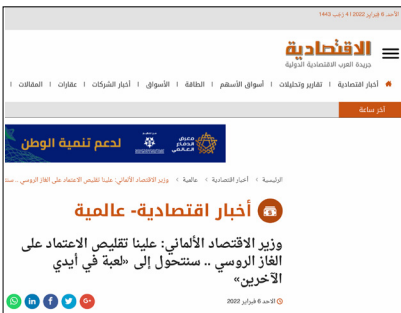 الأحد, 6 فبراير 2022 | 4 رجب 1443
الاقتصادية
جريدة العرب الاقتصادية الدولية
أخبار اقتصادية | تقارير وتحليلات | أسواق الأسهم | الطاقة | الأسواق | أخبار الشركات | عقارات | المقالات |
آخر ساعة
معرض الدفاع العالمي
لدعم تنمية الوطن
الرئيسية > أخبار اقتصادية > عالمية > وزير الاقتصاد الألماني: علينا تقليص الاعتماد على الغاز الروسي .. سنت
أخبار اقتصادية- عالمية
وزير الاقتصاد الألماني: علينا تقليص الاعتماد على
الغاز الروسي .. سنتحول إلى «لعبة في أيدي
الآخرين»
الاحد 6 فبراير 2022